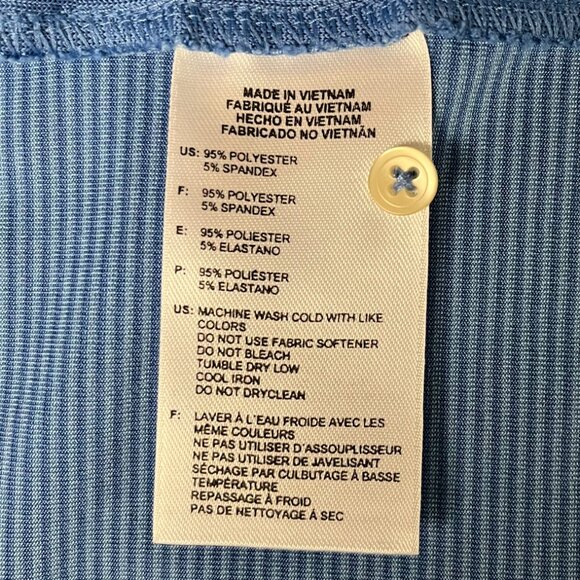 MADE IN VIETNAM
FABRIQUÉ AU VIETNAM
HECHO EN VIETNAM
FABRICADO NO VIETNÃN
US: 95% POLYESTER
5% SPANDEX
F: 95% POLYESTER
5% SPANDEX
E: 95% POLIESTER
5% ELASTANO
P: 95% POLIÉSTER
5% ELASTANO
US: MACHINE WASH COLD WITH LIKE
COLORS
DO NOT USE FABRIC SOFTENER
DO NOT BLEACH
TUMBLE DRY LOW
COOL IRON
DO NOT DRYCLEAN
F: LAVER À L'EAU FROIDE AVEC LES
MÊME COULEURS
NE PAS UTILISER D'ASSOUPLISSEUR
NE PAS UTILISER DE JAVELISANT
SÉCHAGE PAR CULBUTAGE À BASSE
TEMPÉRATURE
REPASSAGE À FROID
PAS DE NETTOYAGE À SEC